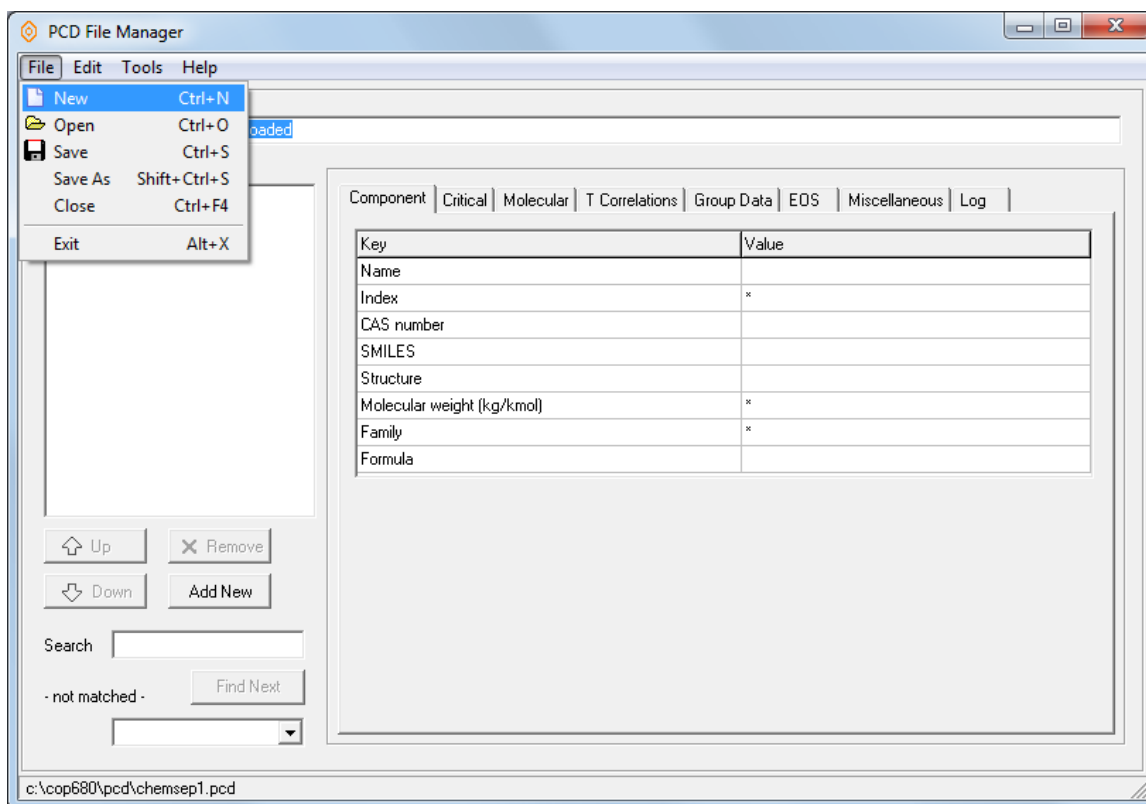 PCD File Manager
File Edit Tools Help
New Ctrl+N
Open Ctrl+O
oaded
Save Ctrl+S
Save As Shift+Ctrl+S
Close Ctrl+F4
Exit Alt+X
Component Critical Molecular T Correlations Group Data EOS Miscellaneous Log
Key Value
Name
Index *
CAS number
SMILES
Structure
Molecular weight (kg/kmol) *
Family *
Formula
Up Remove
Down Add New
Search
- not matched - Find Next
c:\cop680\pcd\chemsep1.pcd